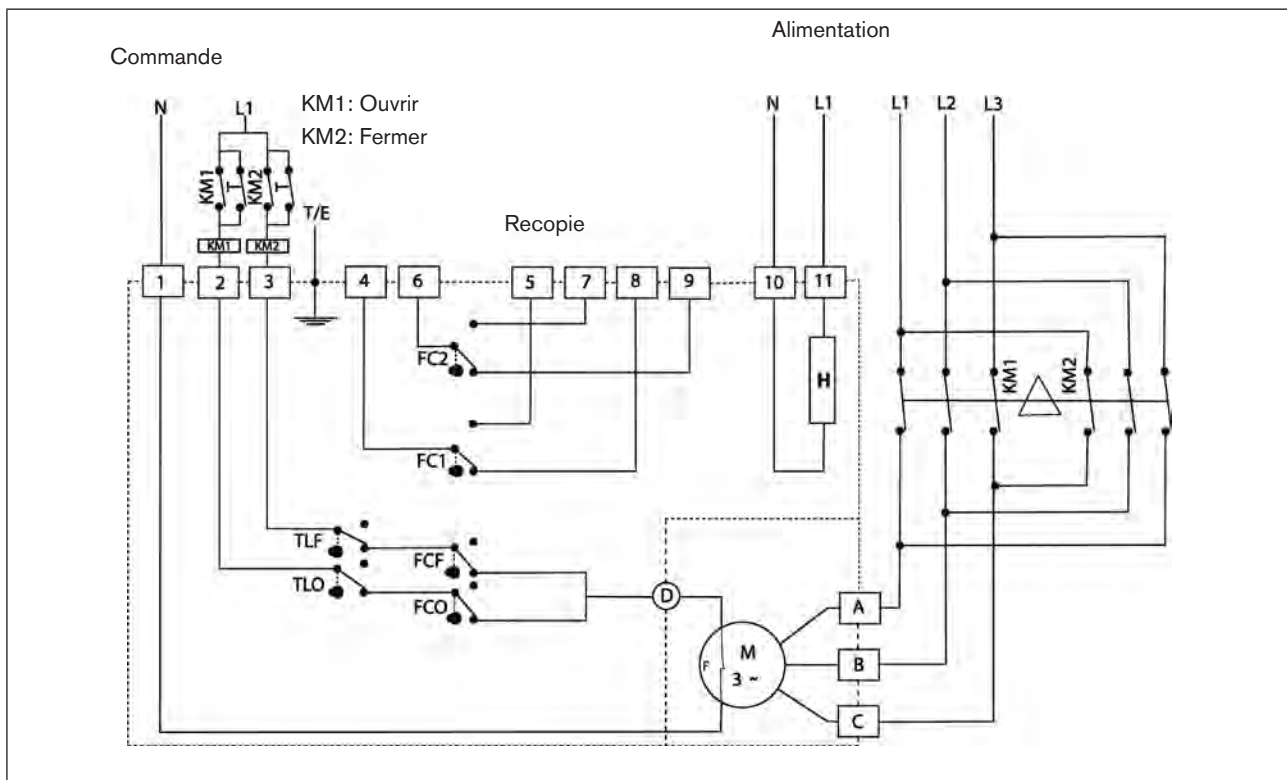 Alimentation
Commande
N L1 KM1: Ouvrir
KM2: Fermer
N L1 L1 L2 L3
KM1 T KM2 T
T/E
Recopie
KM1 KM2
1 2 3 4 6 5 7 8 9 10 11
FC2
H
KM1 KM2
FC1
TLF
FCF
TLO
FCO
D
A
M
3 ~
F
B
C